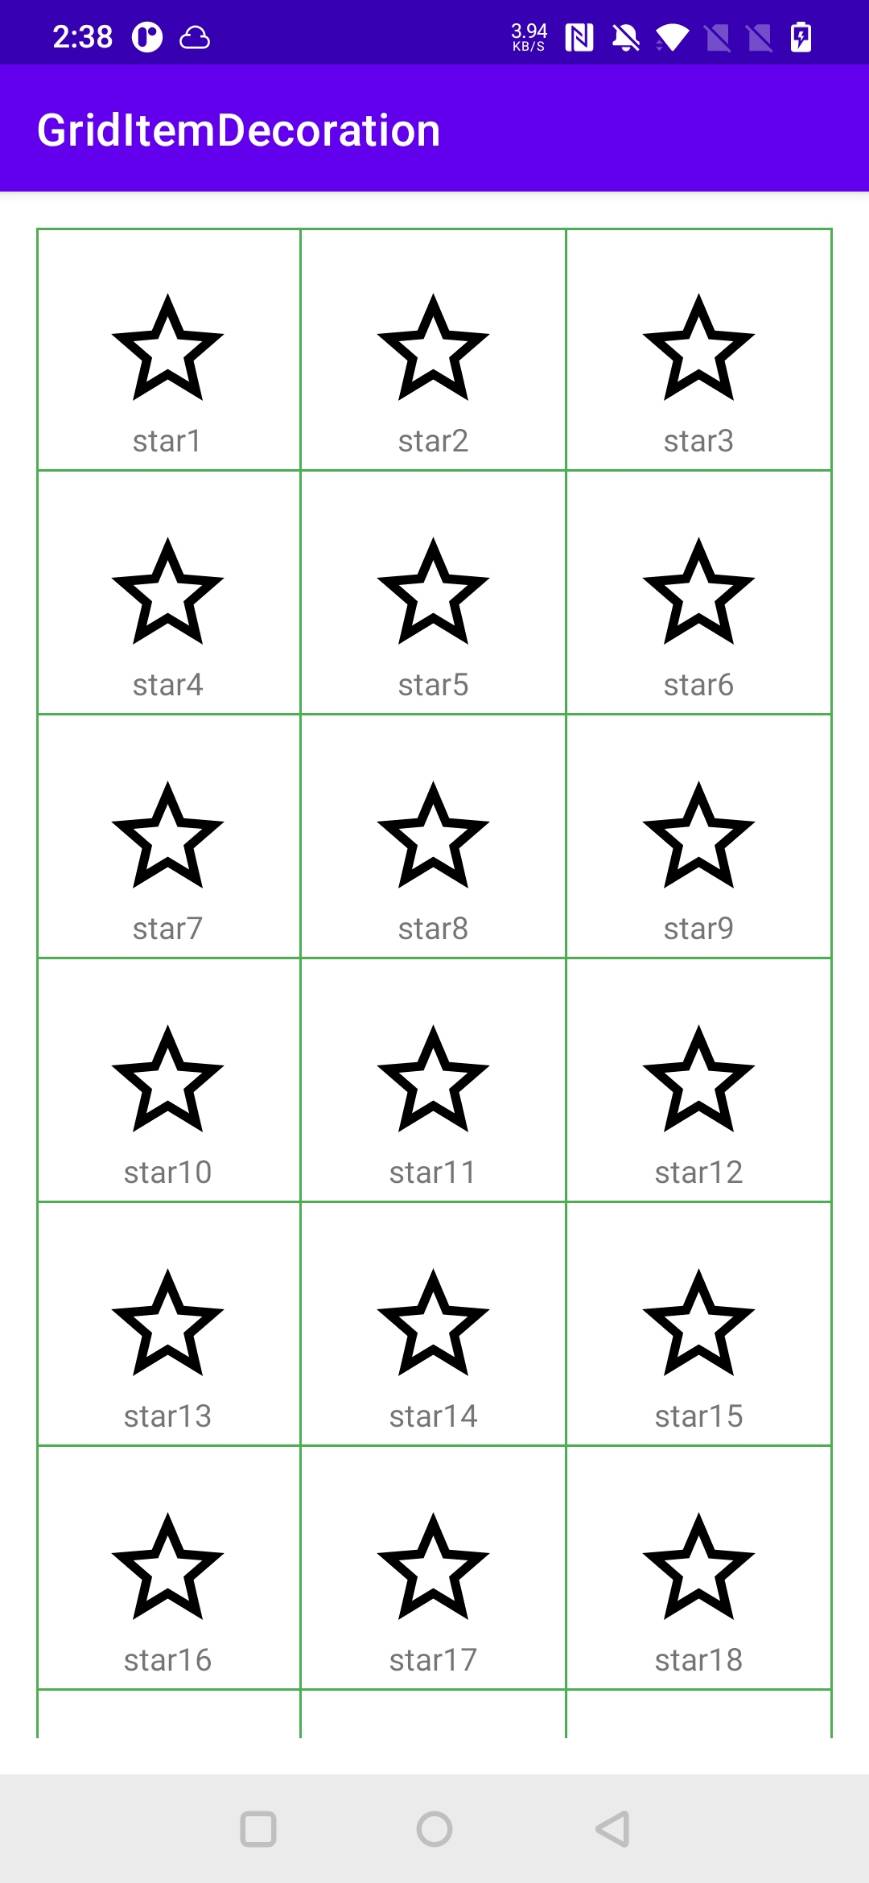 2:38 3.94 KB/S
GridItemDecoration
star1 star2 star3
star4 star5 star6
star7 star8 star9
star10 star11 star12
star13 star14 star15
star16 star17 star18